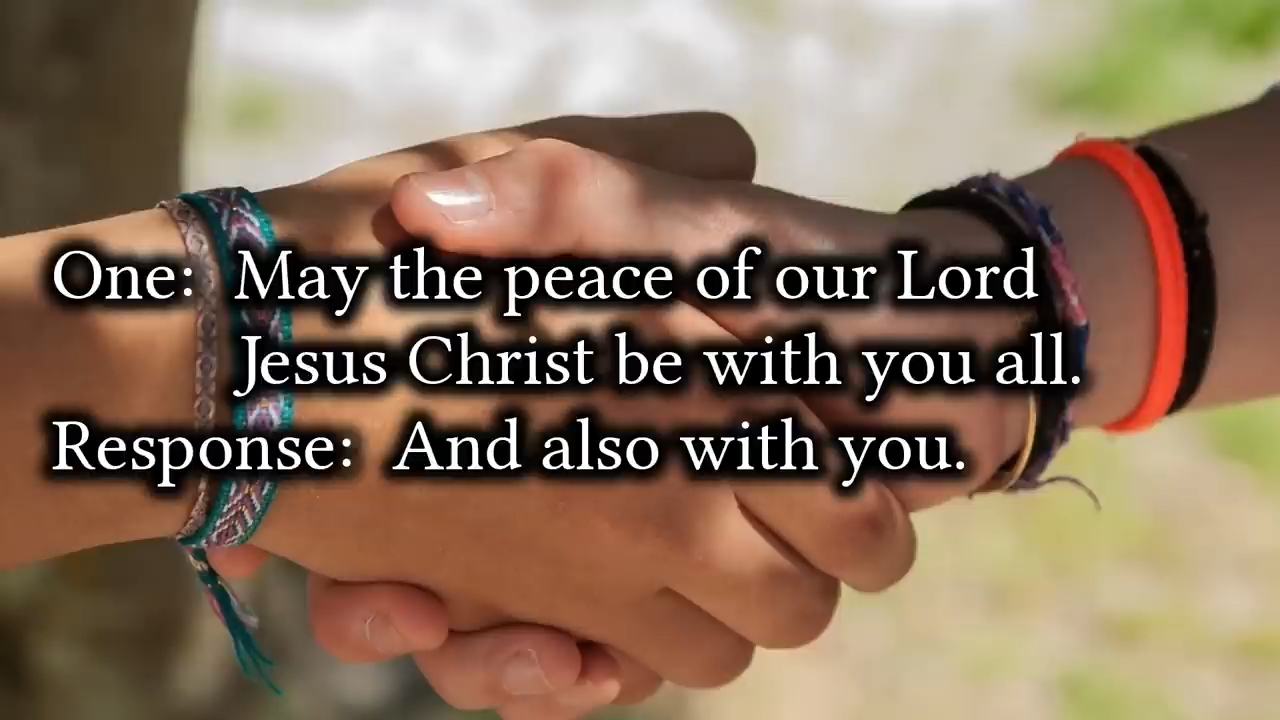 One: May the peace of our Lord
Jesus Christ be with you all.
Response: And also with you.